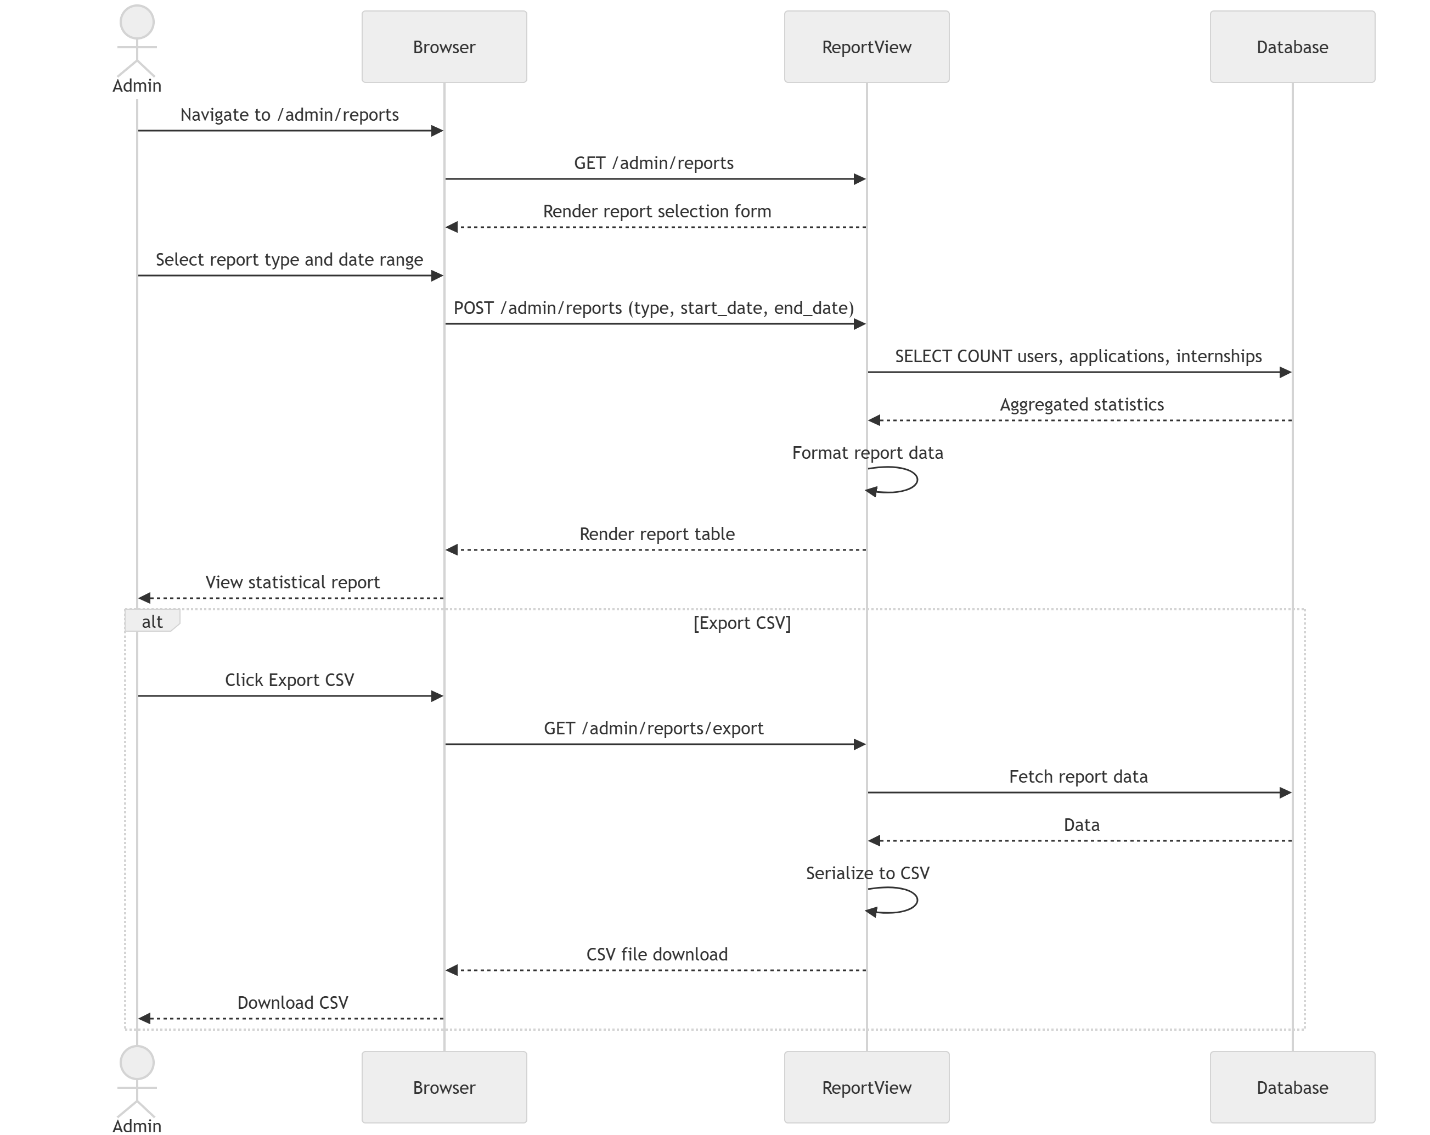 Browser
ReportView
Database
Admin
Navigate to /admin/reports
GET /admin/reports
Render report selection form
Select report type and date range
POST /admin/reports (type, start_date, end_date)
SELECT COUNT users, applications, internships
Aggregated statistics
Format report data
Render report table
View statistical report
alt
[Export CSV]
Click Export CSV
GET /admin/reports/export
Fetch report data
Data
Serialize to CSV
CSV file download
Download CSV
Browser
ReportView
Database
Admin